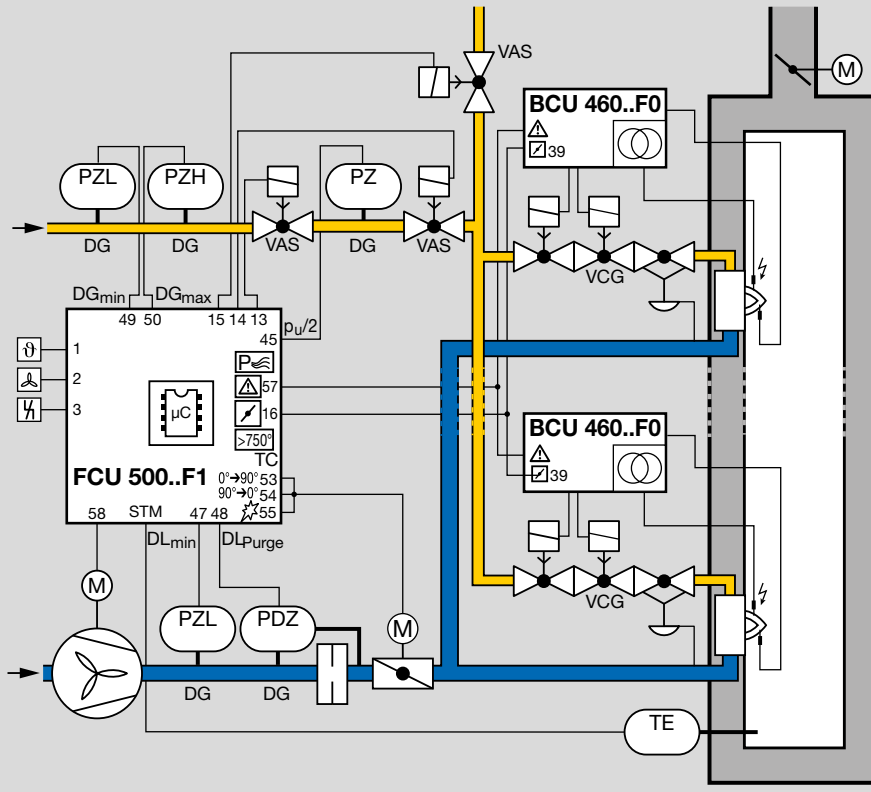 VAS
M
BCU 460..F0
39
PZL
PZH
PZ
DG
DG
VAS
DG
VAS
VCG
DGmin
DGmax
49 50
15 14 13
pu/2
45
ϑ
1
P
2
57
3
µC
16
>750°
TC
FCU 500..F1
0°→90° 53
90°→0° 54
55
58
STM
47 48
DLmin
DLPurge
BCU 460..F0
39
VCG
M
PZL
PDZ
M
DG
DG
TE